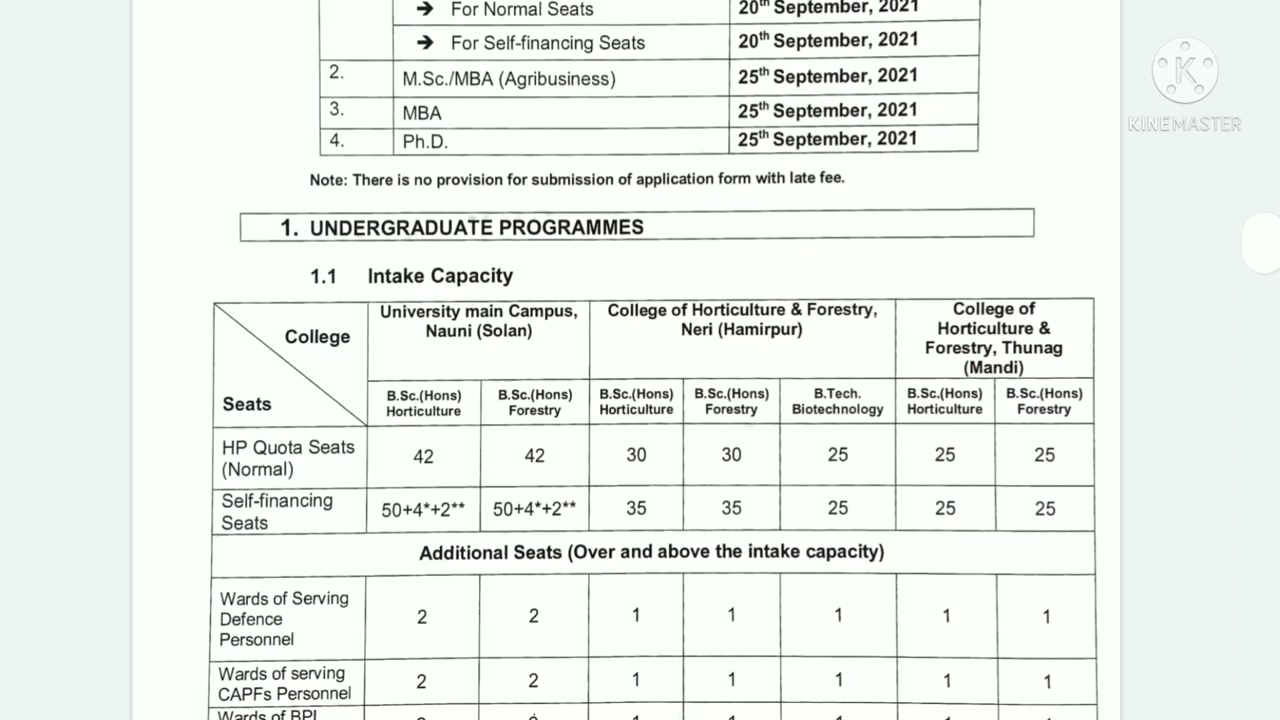 → For Normal Seats 20th September, 2021
→ For Self-financing Seats 20th September, 2021
2. M.Sc./MBA (Agribusiness) 25th September, 2021
3. MBA 25th September, 2021
4. Ph.D. 25th September, 2021
Note: There is no provision for submission of application form with late fee.
1. UNDERGRADUATE PROGRAMMES
1.1 Intake Capacity
College
Seats
University main Campus,
Nauni (Solan)
College of Horticulture & Forestry,
Neri (Hamirpur)
College of
Horticulture &
Forestry, Thunag
(Mandi)
B.Sc.(Hons)
Horticulture
B.Sc.(Hons)
Forestry
B.Sc.(Hons)
Horticulture
B.Sc.(Hons)
Forestry
B.Tech.
Biotechnology
B.Sc.(Hons)
Horticulture
B.Sc.(Hons)
Forestry
HP Quota Seats
(Normal)
42 42 30 30 25 25 25
Self-financing
Seats
50+4*+2** 50+4*+2** 35 35 25 25 25
Additional Seats (Over and above the intake capacity)
Wards of Serving
Defence
Personnel
2 2 1 1 1 1 1
Wards of serving
CAPFs Personnel
2 2 1 1 1 1 1
Wards of BPL
K
KINEMASTER